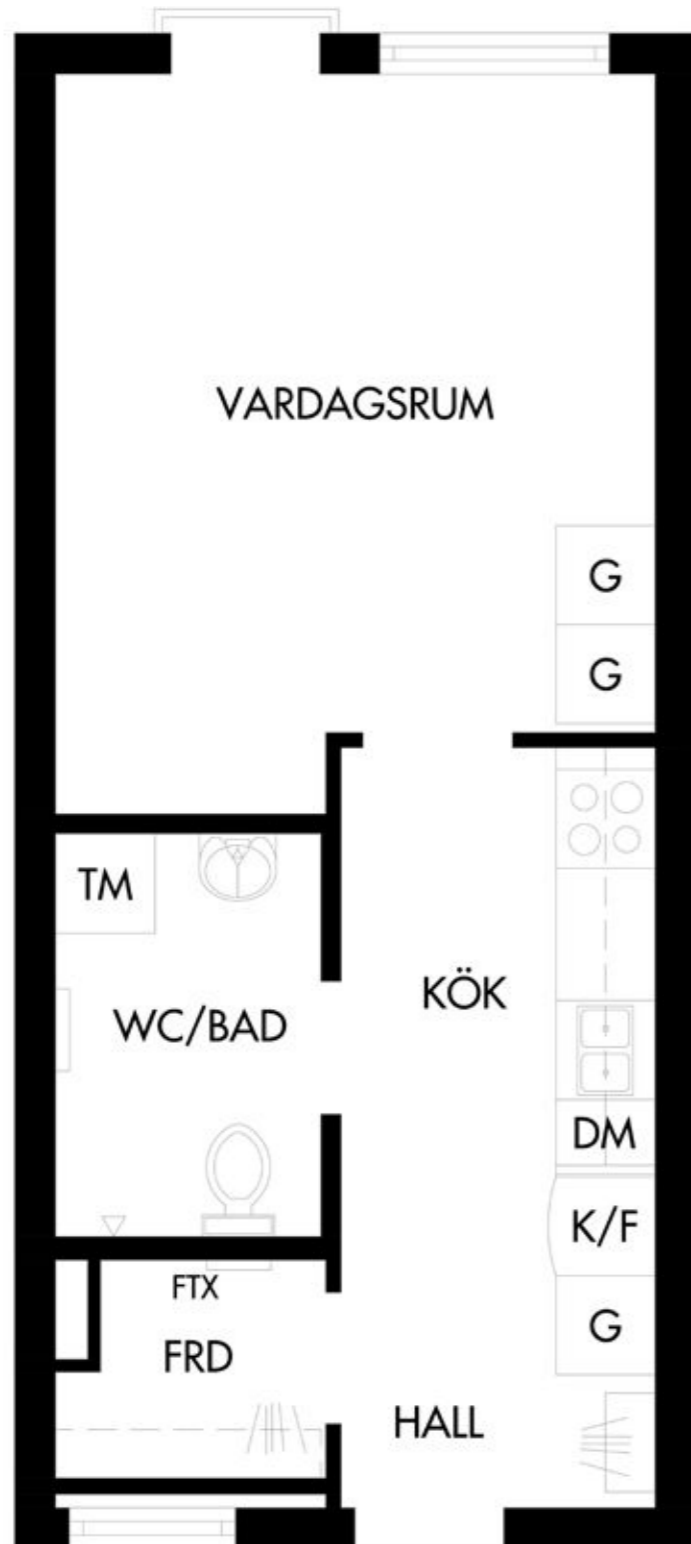 VARDAGSRUM
G
G
TM
KÖK
WC/BAD
DM
K/F
FTX
G
FRD
HALL